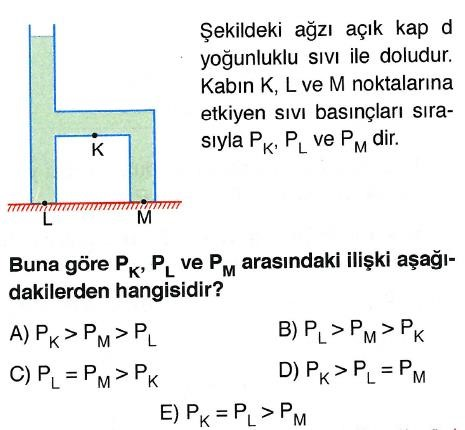 Şekildeki ağzı açık kap d
yoğunluklu sıvı ile doludur.
Kabın K, L ve M noktalarına
etkiyen sıvı basınçları sıra-
sıyla P_K, P_L ve P_M dir.
K
L
M
Buna göre P_K, P_L ve P_M arasındaki ilişki aşağı-
dakilerden hangisidir?
A) P_K > P_M > P_L
B) P_L > P_M > P_K
C) P_L = P_M > P_K
D) P_K > P_L = P_M
E) P_K = P_L > P_M